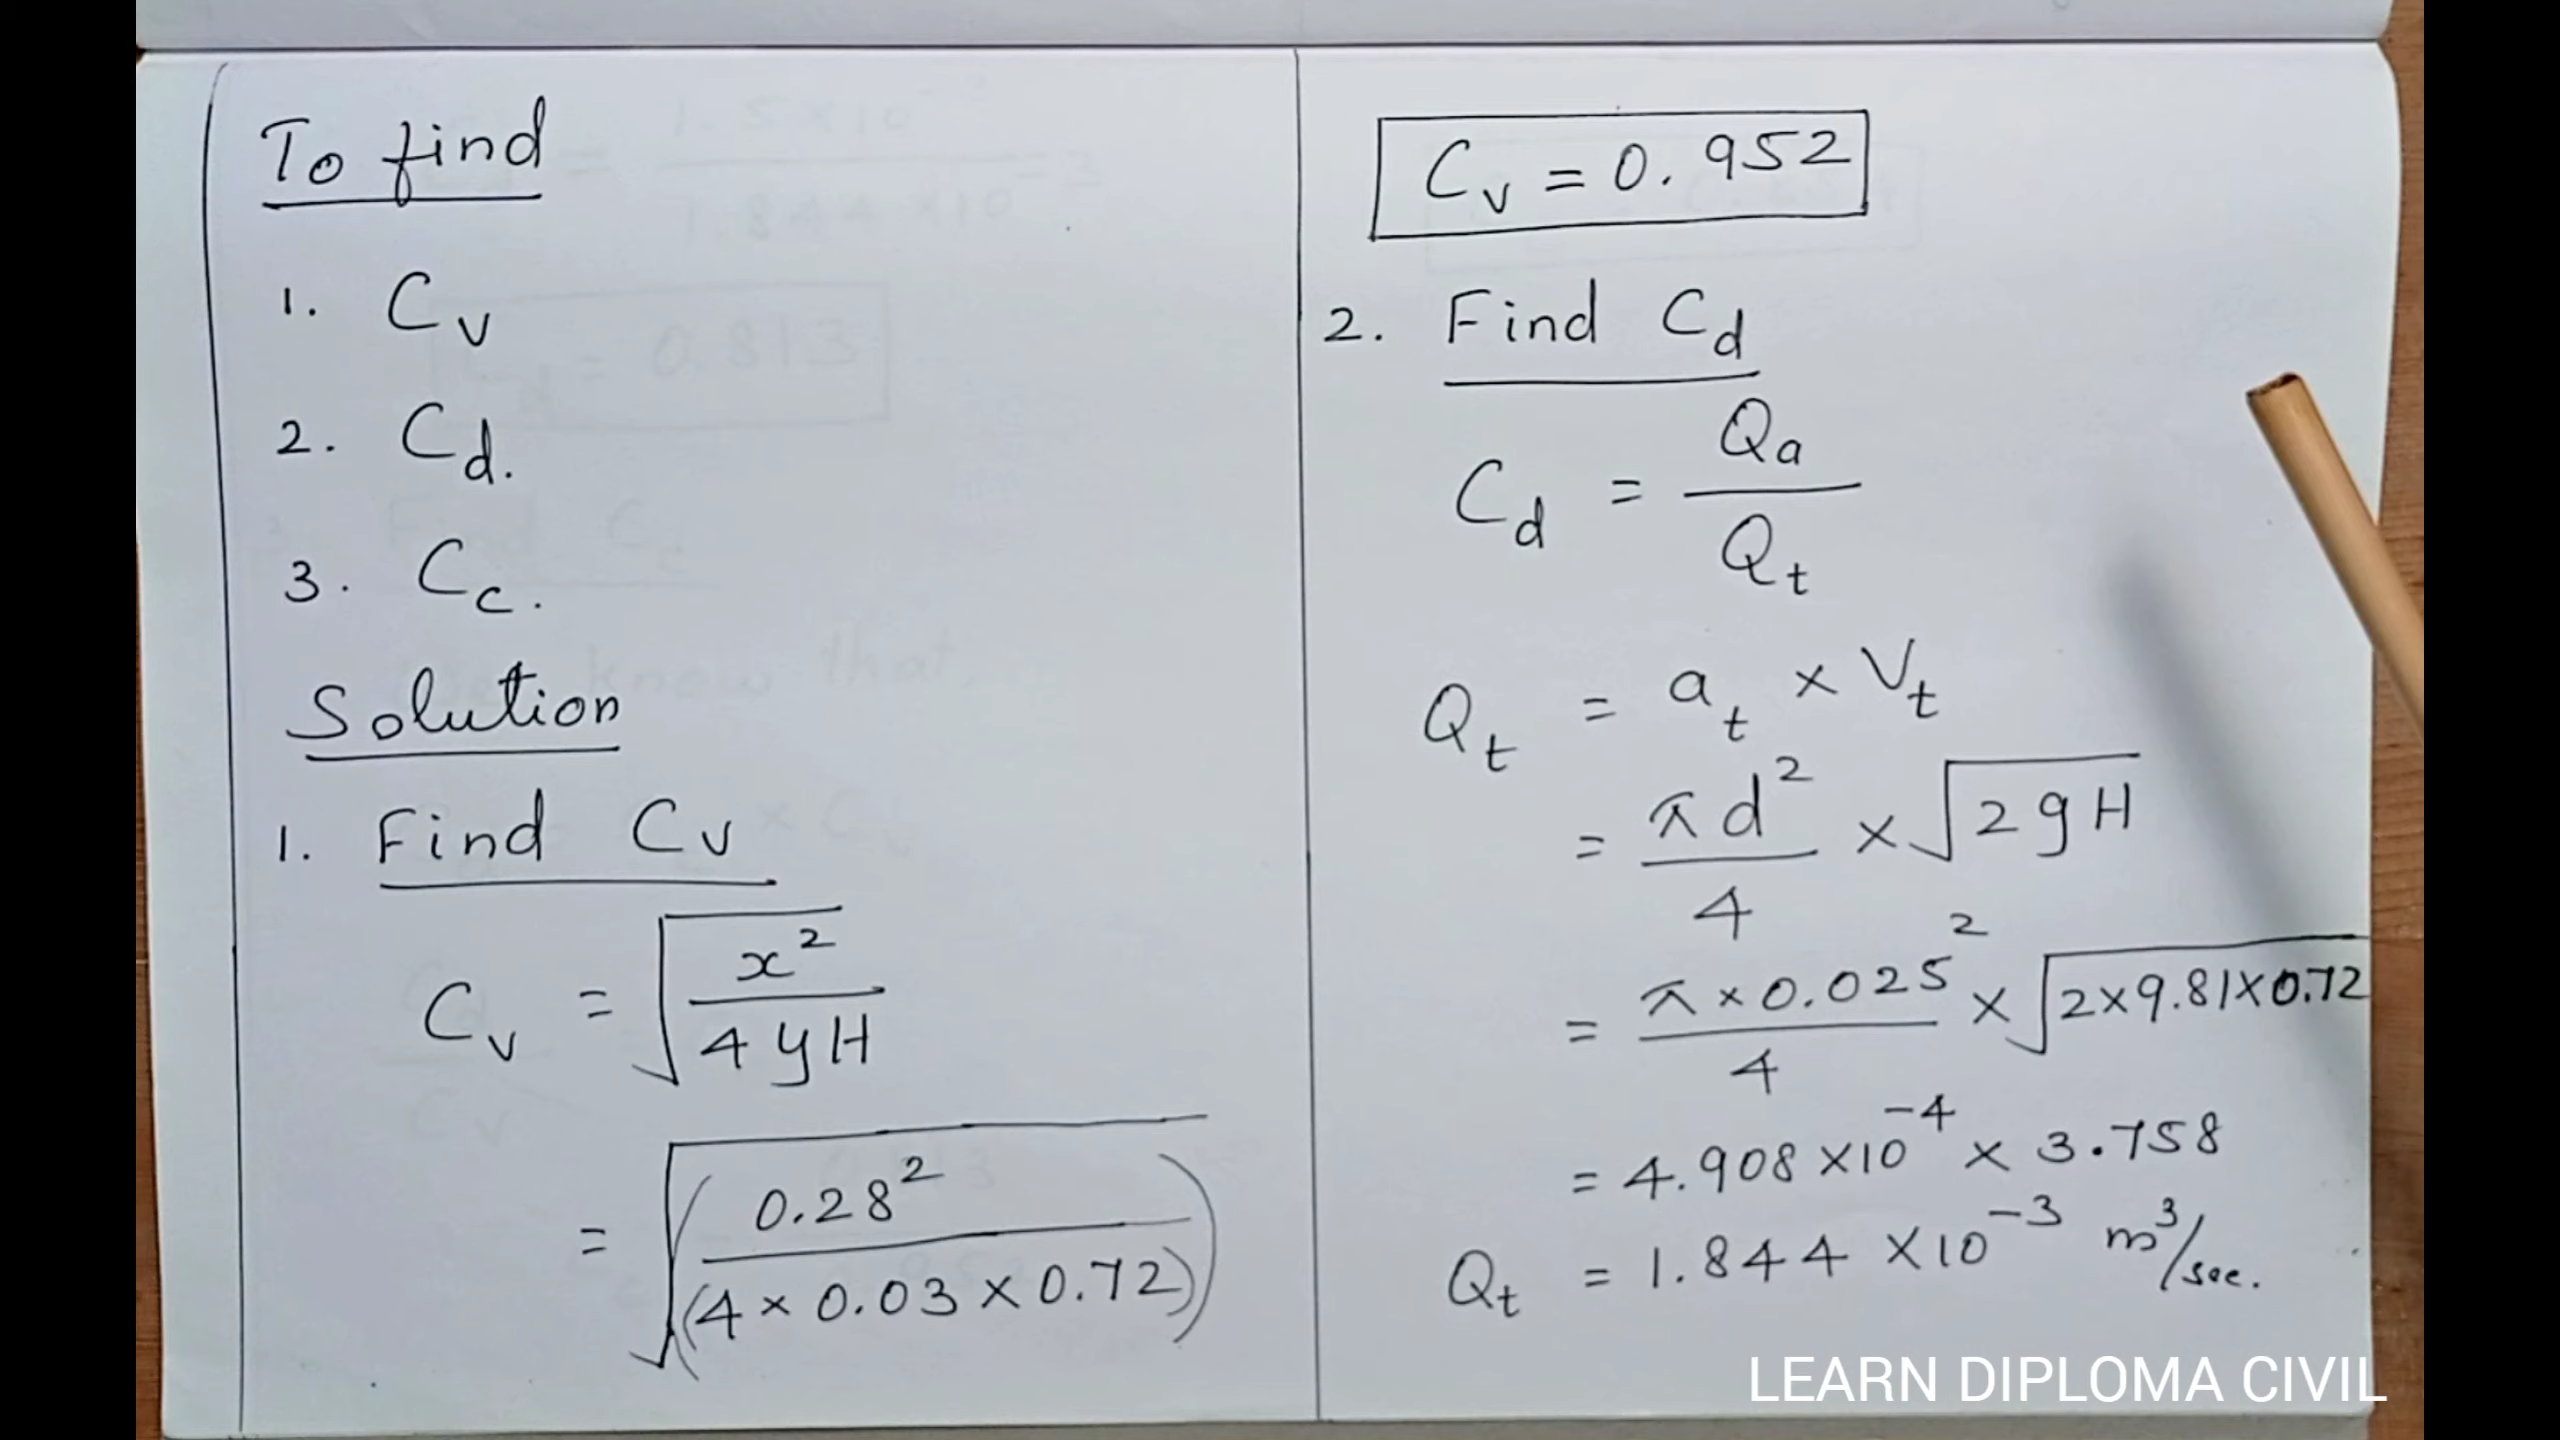 To find
1. Cv
2. Cd.
3. Cc.
Solution
1. Find Cv
Cv = √(x²/4yH)
= √(0.28²/(4×0.03×0.72))
Cv = 0.952
2. Find Cd
Cd = Qa/Qt
Qt = at × Vt
= πd²/4 × √2gH
= π×0.025²/4 × √2×9.81×0.72
= 4.908×10⁻⁴ × 3.758
Qt = 1.844 ×10⁻³ m³/sec.
LEARN DIPLOMA CIVIL